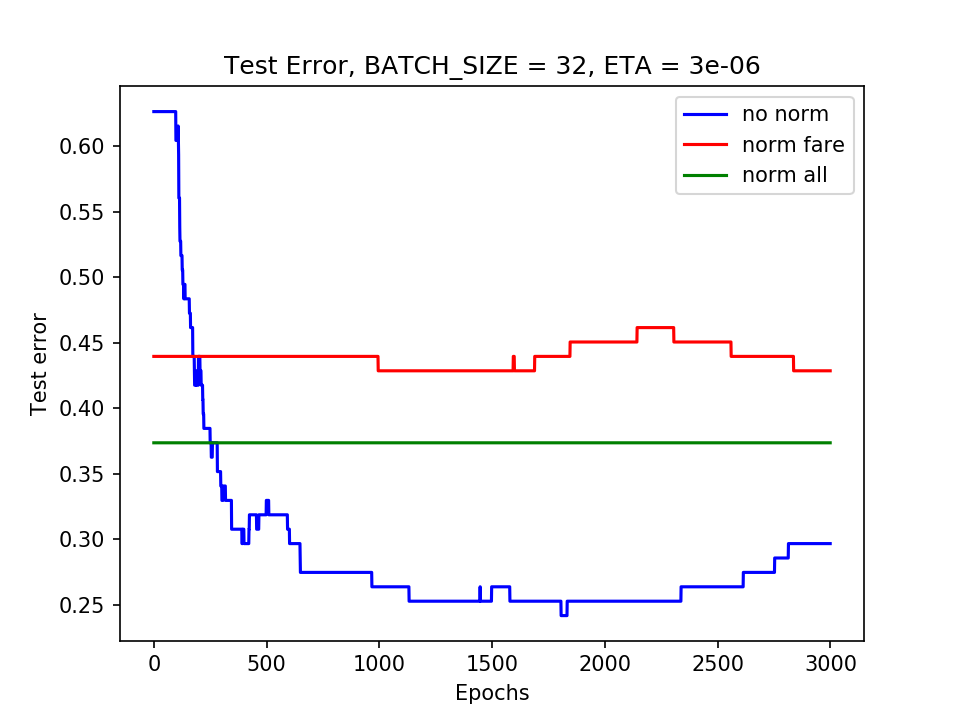 Test Error, BATCH_SIZE = 32, ETA = 3e-06
no norm
norm fare
norm all
Test error
0.60
0.55
0.50
0.45
0.40
0.35
0.30
0.25
0 500 1000 1500 2000 2500 3000
Epochs